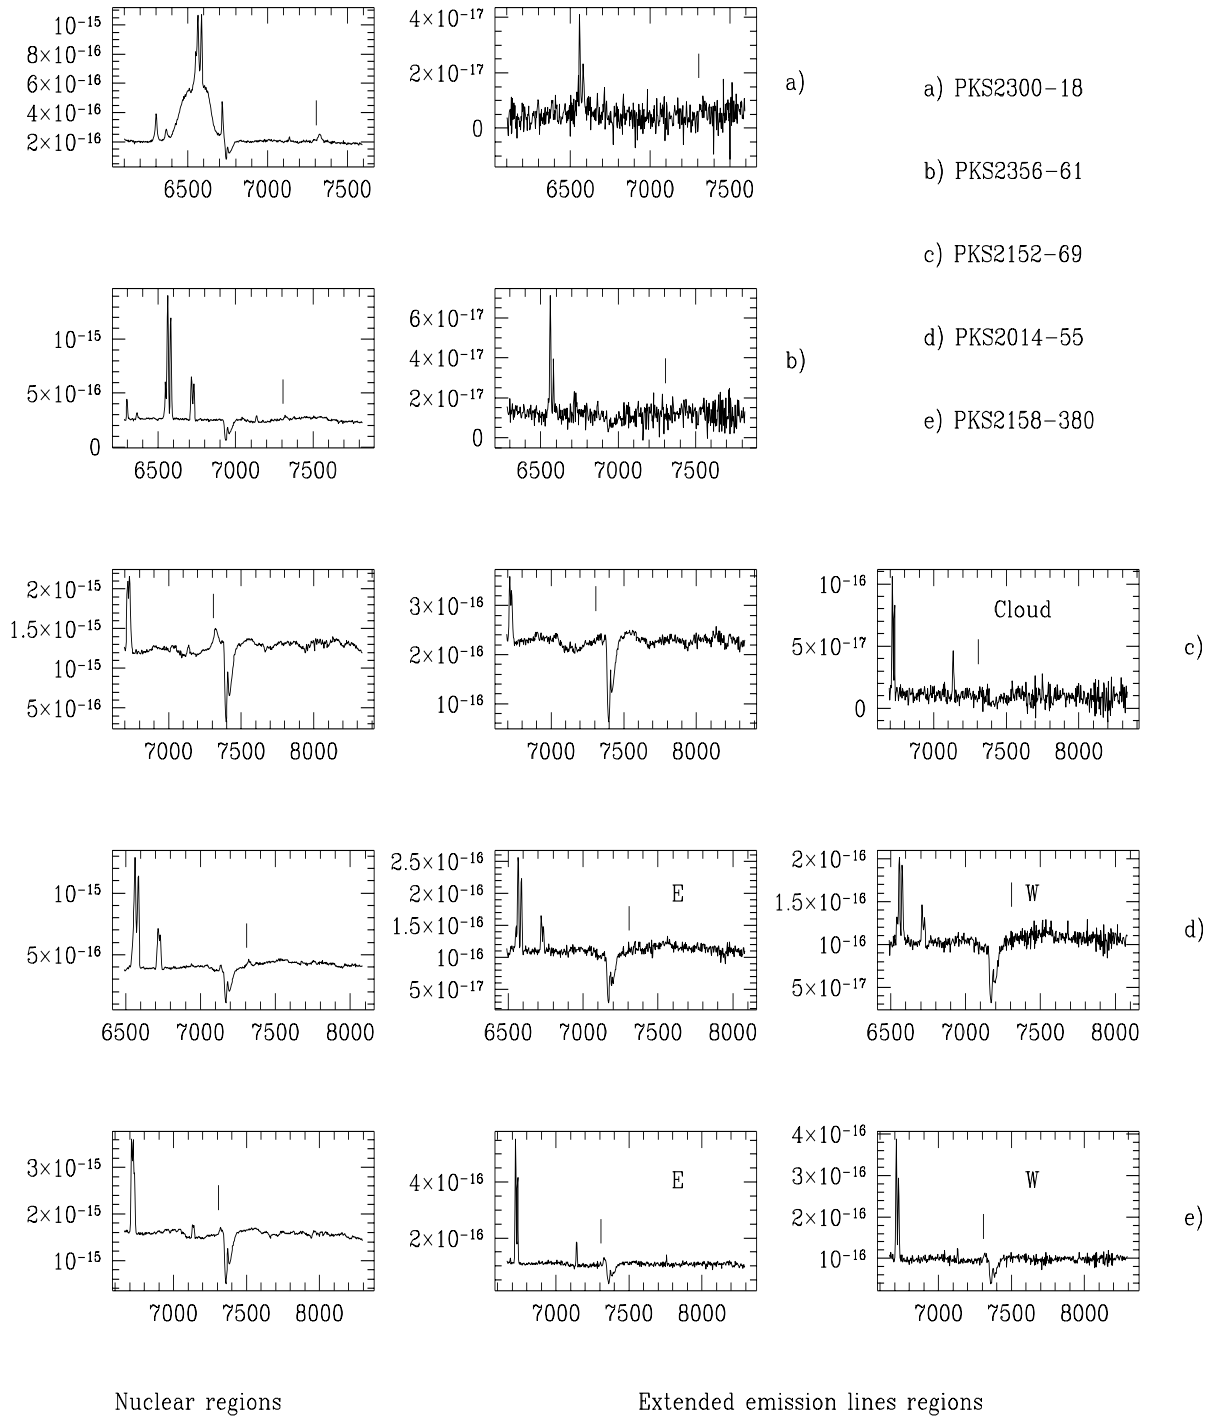 10⁻¹⁵
8×10⁻¹⁶
6×10⁻¹⁶
4×10⁻¹⁶
2×10⁻¹⁶
6500 7000 7500
4×10⁻¹⁷
2×10⁻¹⁷
0
6500 7000 7500
a)
a) PKS2300-18
b) PKS2356-61
c) PKS2152-69
d) PKS2014-55
e) PKS2158-380
10⁻¹⁵
5×10⁻¹⁶
0
6500 7000 7500
6×10⁻¹⁷
4×10⁻¹⁷
2×10⁻¹⁷
0
6500 7000 7500
b)
2×10⁻¹⁵
1.5×10⁻¹⁵
10⁻¹⁵
5×10⁻¹⁶
7000 7500 8000
3×10⁻¹⁶
2×10⁻¹⁶
10⁻¹⁶
7000 7500 8000
10⁻¹⁶
5×10⁻¹⁷
0
Cloud
7000 7500 8000
c)
10⁻¹⁵
5×10⁻¹⁶
6500 7000 7500 8000
2.5×10⁻¹⁶
2×10⁻¹⁶
1.5×10⁻¹⁶
10⁻¹⁶
5×10⁻¹⁷
E
6500 7000 7500 8000
2×10⁻¹⁶
1.5×10⁻¹⁶
10⁻¹⁶
5×10⁻¹⁷
W
6500 7000 7500 8000
d)
3×10⁻¹⁵
2×10⁻¹⁵
10⁻¹⁵
7000 7500 8000
4×10⁻¹⁶
2×10⁻¹⁶
E
7000 7500 8000
4×10⁻¹⁶
3×10⁻¹⁶
2×10⁻¹⁶
10⁻¹⁶
W
7000 7500 8000
e)
Nuclear regions
Extended emission lines regions